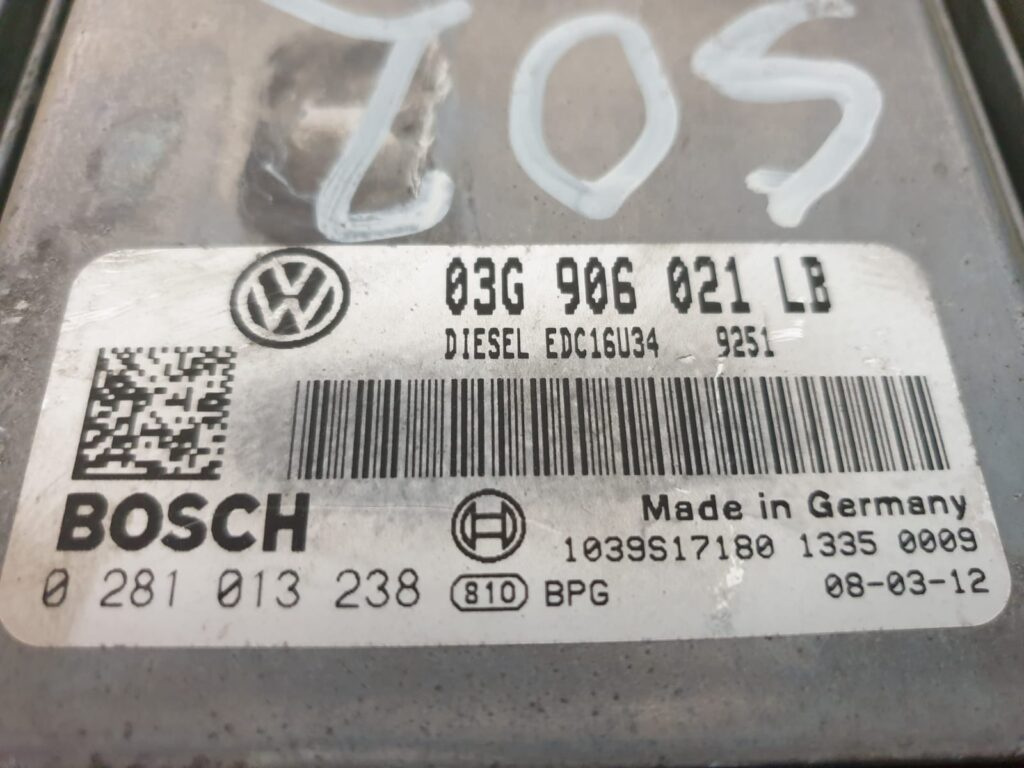 205
03G 906 021 LB
DIESEL EDC16U34 9251
BOSCH
Made in Germany
1039S17180 1335 0009
0 281 013 238 810 BPG 08-03-12